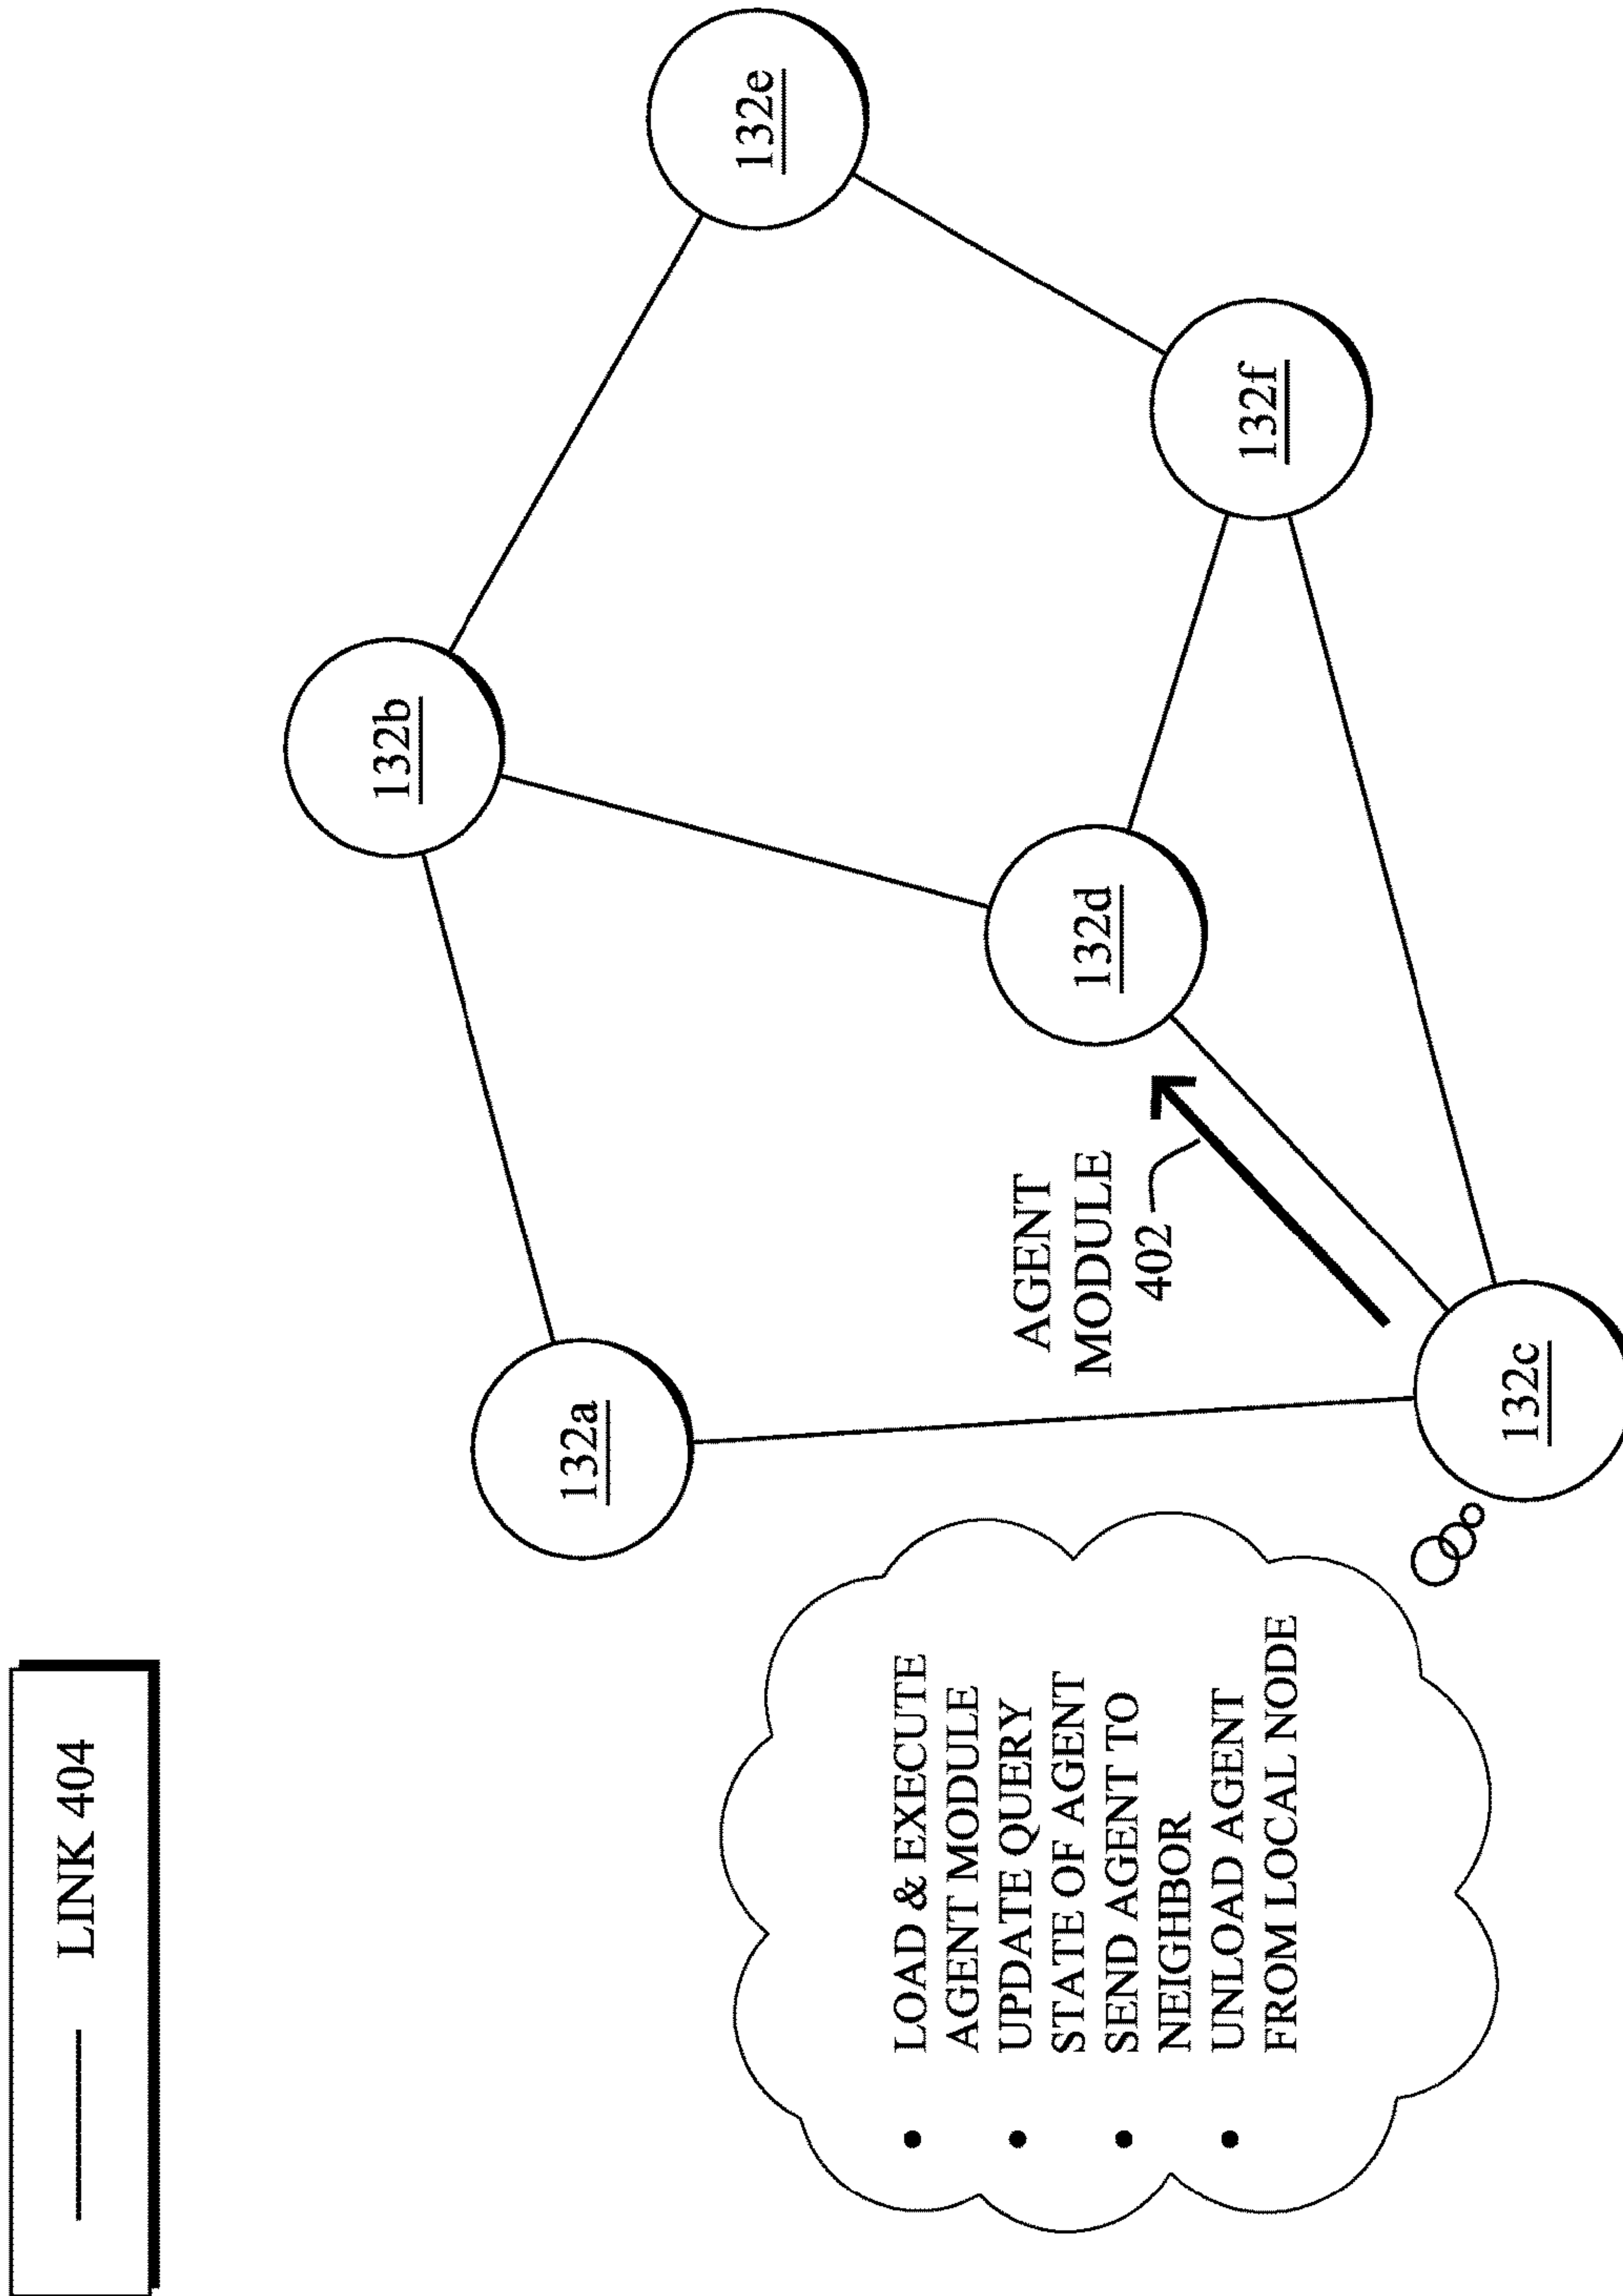 LINK 404
132a
132b
132e
AGENT
MODULE
402
132d
132f
132c
• LOAD & EXECUTE
AGENT MODULE
• UPDATE QUERY
STATE OF AGENT
• SEND AGENT TO
NEIGHBOR
• UNLOAD AGENT
FROM LOCAL NODE